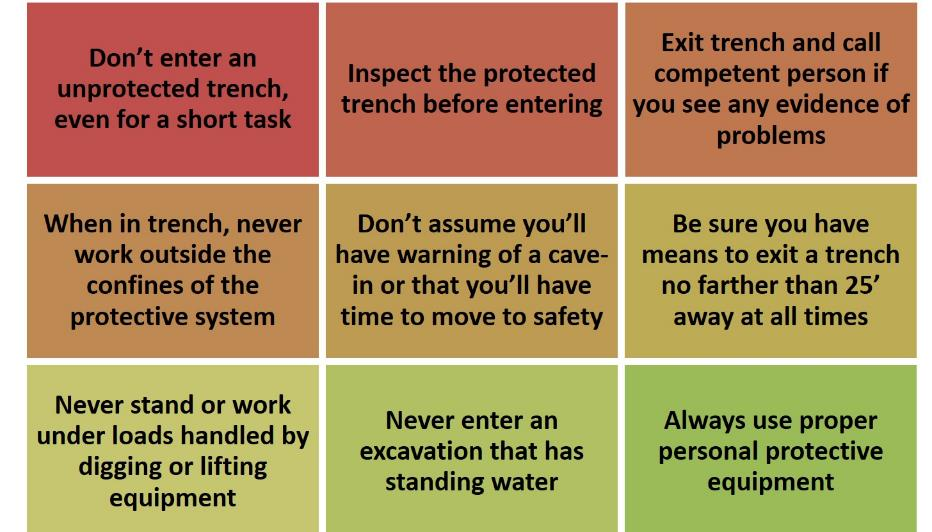 Don’t enter an
unprotected trench,
even for a short task
Inspect the protected
trench before entering
Exit trench and call
competent person if
you see any evidence of
problems
When in trench, never
work outside the
confines of the
protective system
Don’t assume you’ll
have warning of a cave-
in or that you’ll have
time to move to safety
Be sure you have
means to exit a trench
no farther than 25’
away at all times
Never stand or work
under loads handled by
digging or lifting
equipment
Never enter an
excavation that has
standing water
Always use proper
personal protective
equipment